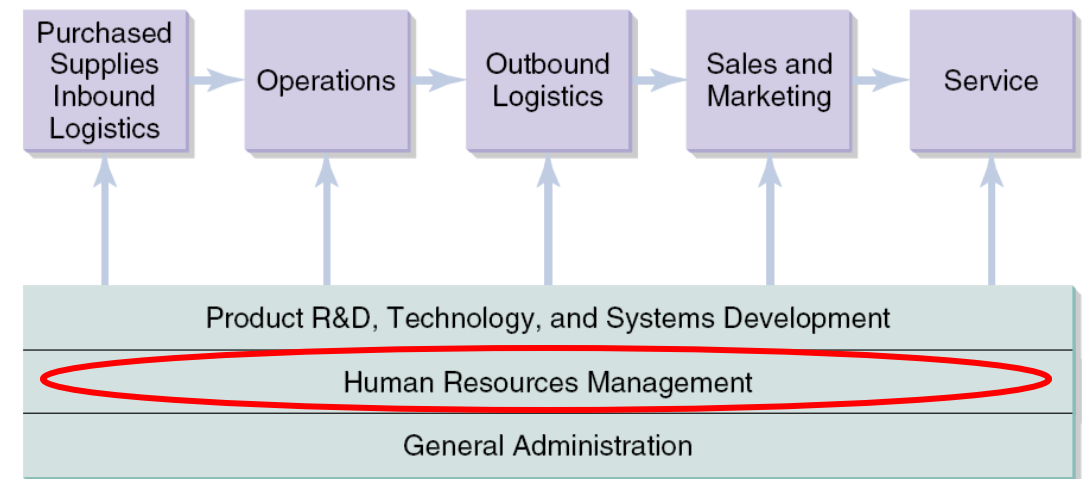 Purchased
Supplies
Inbound
Logistics
Operations
Outbound
Logistics
Sales and
Marketing
Service
Product R&D, Technology, and Systems Development
Human Resources Management
General Administration